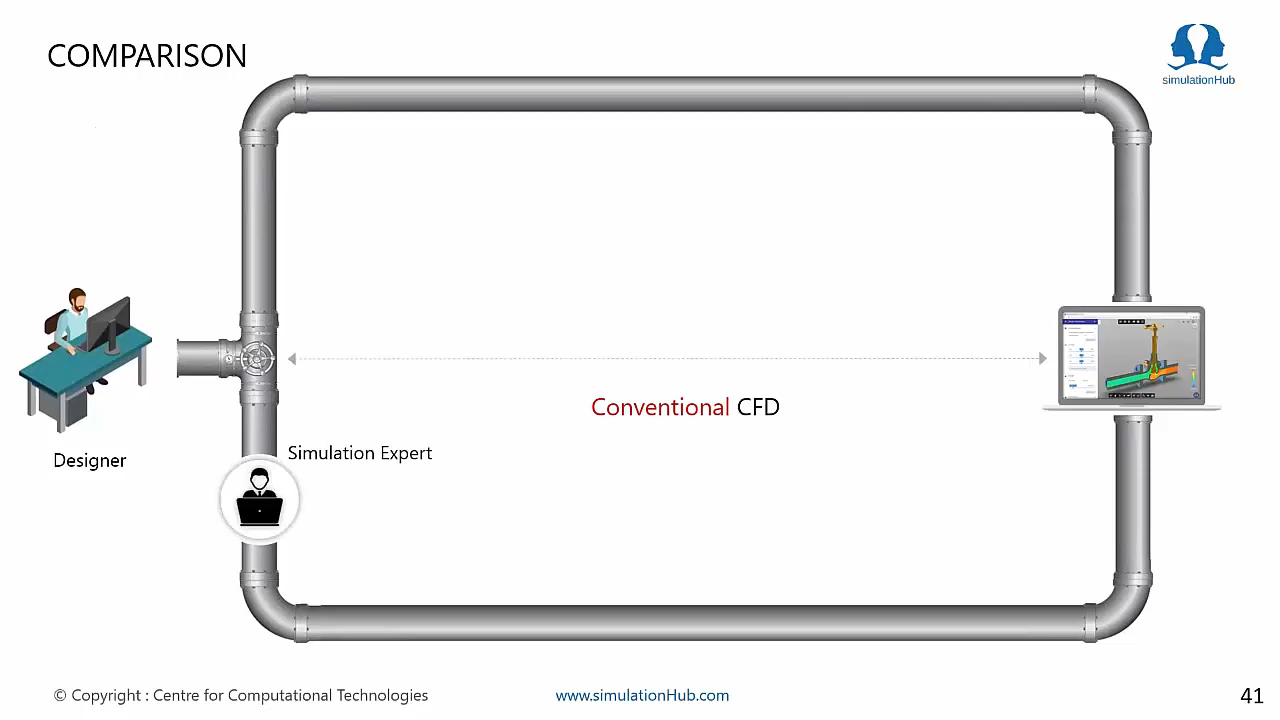 COMPARISON
simulationHub
Conventional CFD
Simulation Expert
Designer
© Copyright : Centre for Computational Technologies
www.simulationHub.com
41